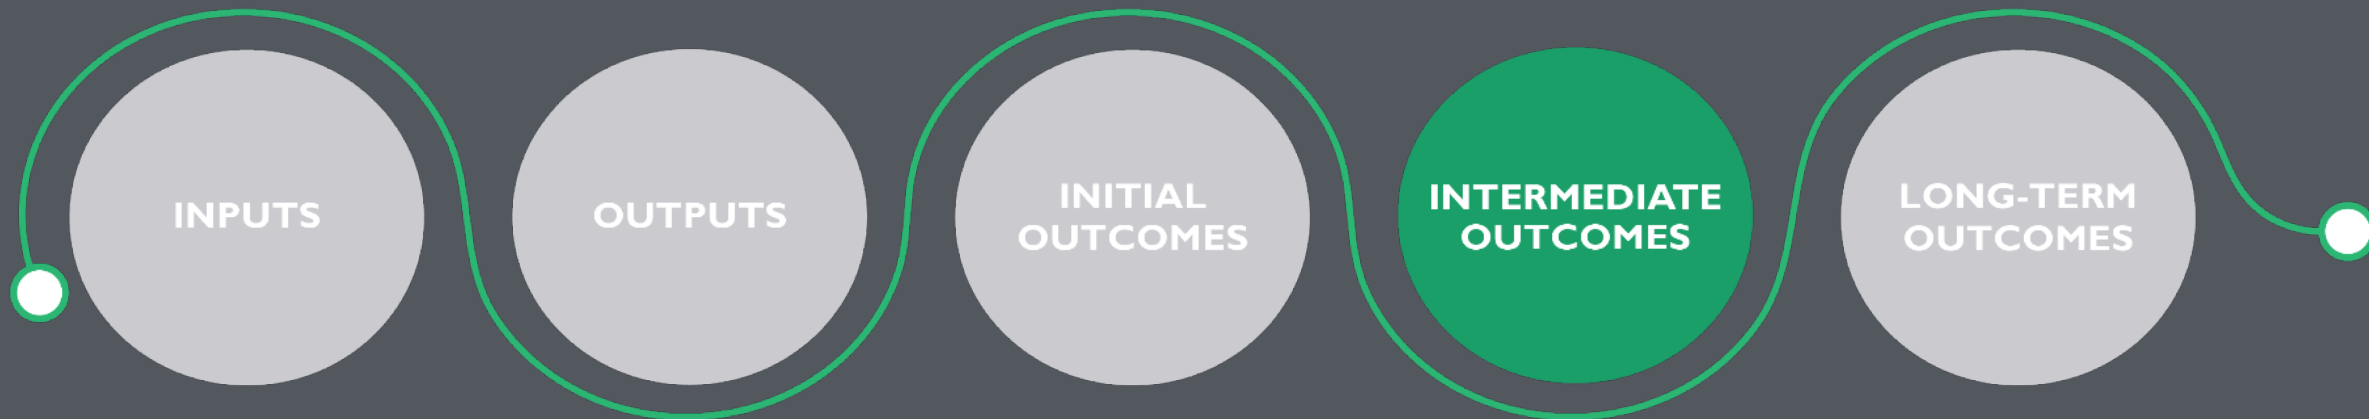 INPUTS
OUTPUTS
INITIAL
OUTCOMES
INTERMEDIATE
OUTCOMES
LONG-TERM
OUTCOMES